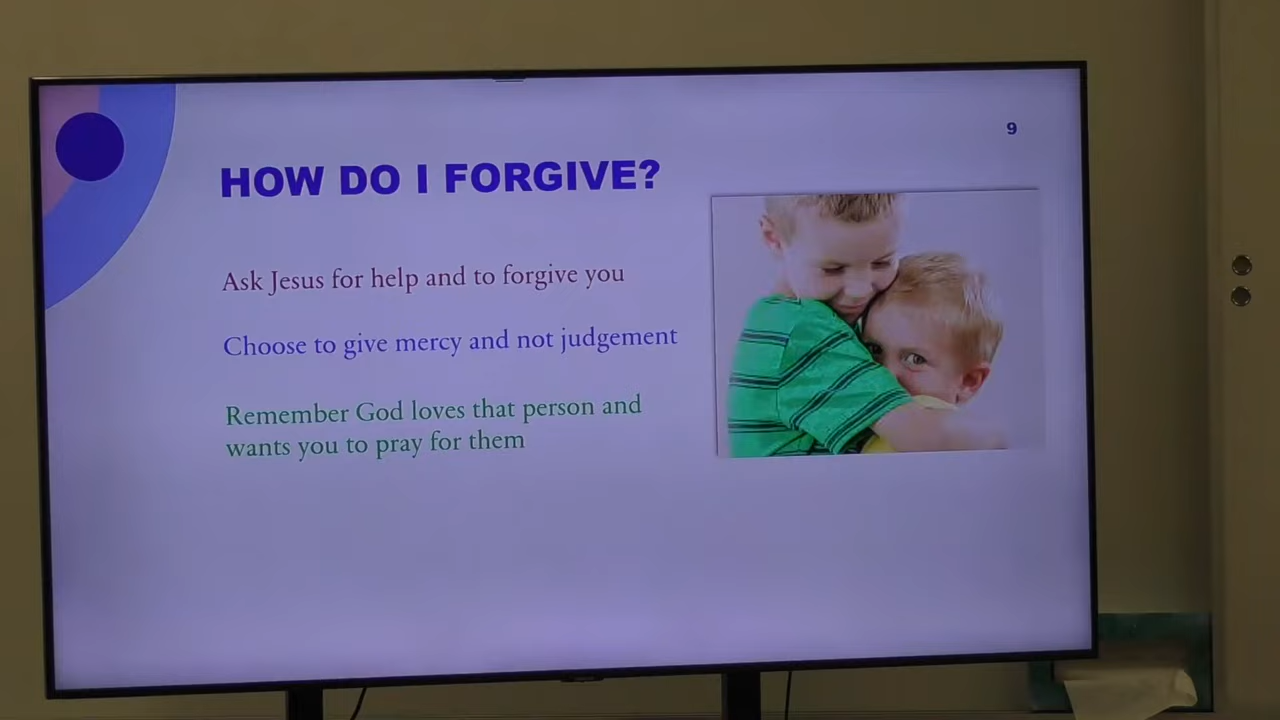 9
HOW DO I FORGIVE?
Ask Jesus for help and to forgive you
Choose to give mercy and not judgement
Remember God loves that person and
wants you to pray for them